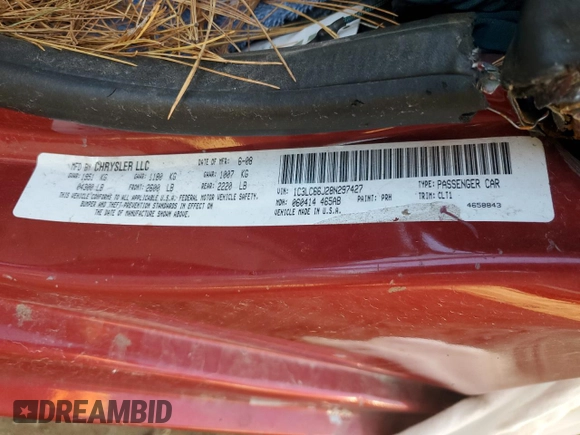 MFD BY CHRYSLER LLC DATE OF MFR: 6-08
GVWR: 1951 KG GAWR: 1180 KG GAWR: 1007 KG
04300 LB FRONT: 2600 LB REAR: 2220 LB
THIS VEHICLE CONFORMS TO ALL APPLICABLE U.S.A. FEDERAL MOTOR VEHICLE SAFETY,
BUMPER AND THEFT-PREVENTION STANDARDS IN EFFECT ON
THE DATE OF MANUFACTURE SHOWN ABOVE.
VIN: 1C3LC66J28N297427 TYPE: PASSENGER CAR
MDH: 060414 465AB PAINT: PRH TRIM: CLT1
VEHICLE MADE IN U.S.A. 4658843
DREAMBID